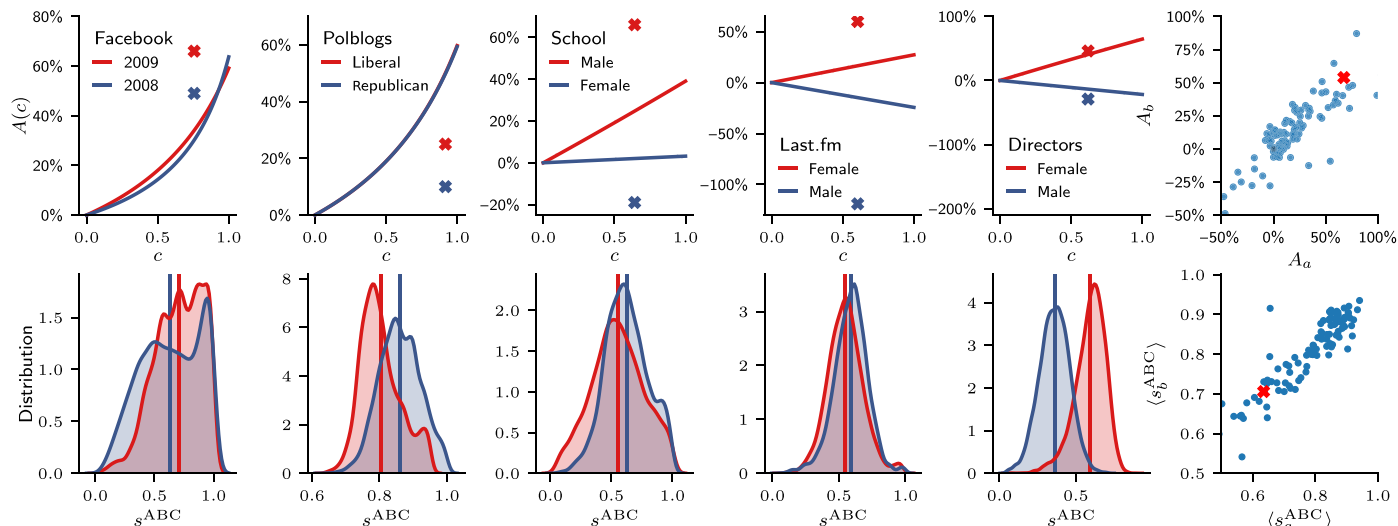 80%
60%
40%
20%
0%
A(c)
Facebook
2009
2008
0.0 0.5 1.0
c
60%
40%
20%
0%
Polblogs
Liberal
Republican
0.0 0.5 1.0
c
60%
40%
20%
0%
−20%
School
Male
Female
0.0 0.5 1.0
c
50%
0%
−50%
−100%
Last.fm
Female
Male
0.0 0.5 1.0
c
100%
0%
−100%
−200%
Directors
Female
Male
0.0 0.5 1.0
c
100%
75%
50%
25%
0%
−25%
−50%
A_b
−50% 0% 50% 100%
A_a
Distribution
1.5
1.0
0.5
0.0
0.0 0.5 1.0
s^ABC
8
6
4
2
0
0.6 0.8 1.0
s^ABC
2.0
1.5
1.0
0.5
0.0
0.0 0.5 1.0
s^ABC
3
2
1
0
0.0 0.5 1.0
s^ABC
4
3
2
1
0
0.0 0.5
s^ABC
1.0
0.9
0.8
0.7
0.6
0.5
⟨s_b^ABC⟩
0.6 0.8 1.0
⟨s_a^ABC⟩